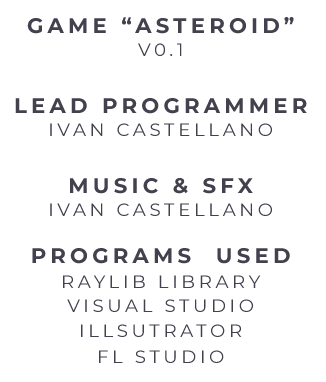 GAME “ASTEROID”
V0.1
LEAD PROGRAMMER
IVAN CASTELLANO
MUSIC & SFX
IVAN CASTELLANO
PROGRAMS USED
RAYLIB LIBRARY
VISUAL STUDIO
ILLSUTRATOR
FL STUDIO